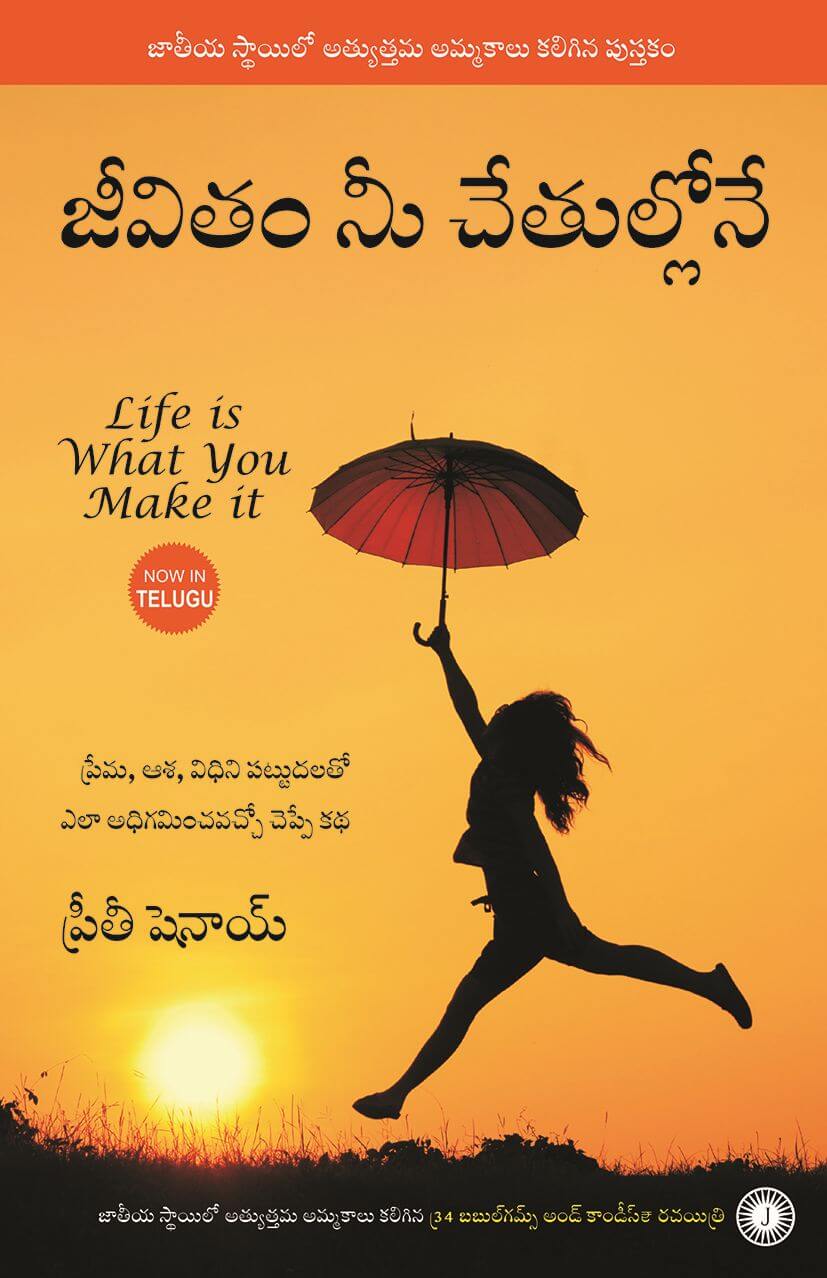 జాతీయ స్థాయిలో అత్యుత్తమ అమ్మకాలు కలిగిన పుస్తకం
జీవితం నీ చేతుల్లోనే
Life is
What You
Make it
NOW IN
TELUGU
ప్రేమ, ఆశ, విధిని పట్టుదలతో
ఎలా అధిగమించవచ్చో చెప్పే కథ
ప్రీతీ షెనాయ్
జాతీయ స్థాయిలో అత్యుత్తమ అమ్మకాలు కలిగిన 34 బబుల్‌గమ్స్ అండ్ కాండీస్ రచయిత్రి
J